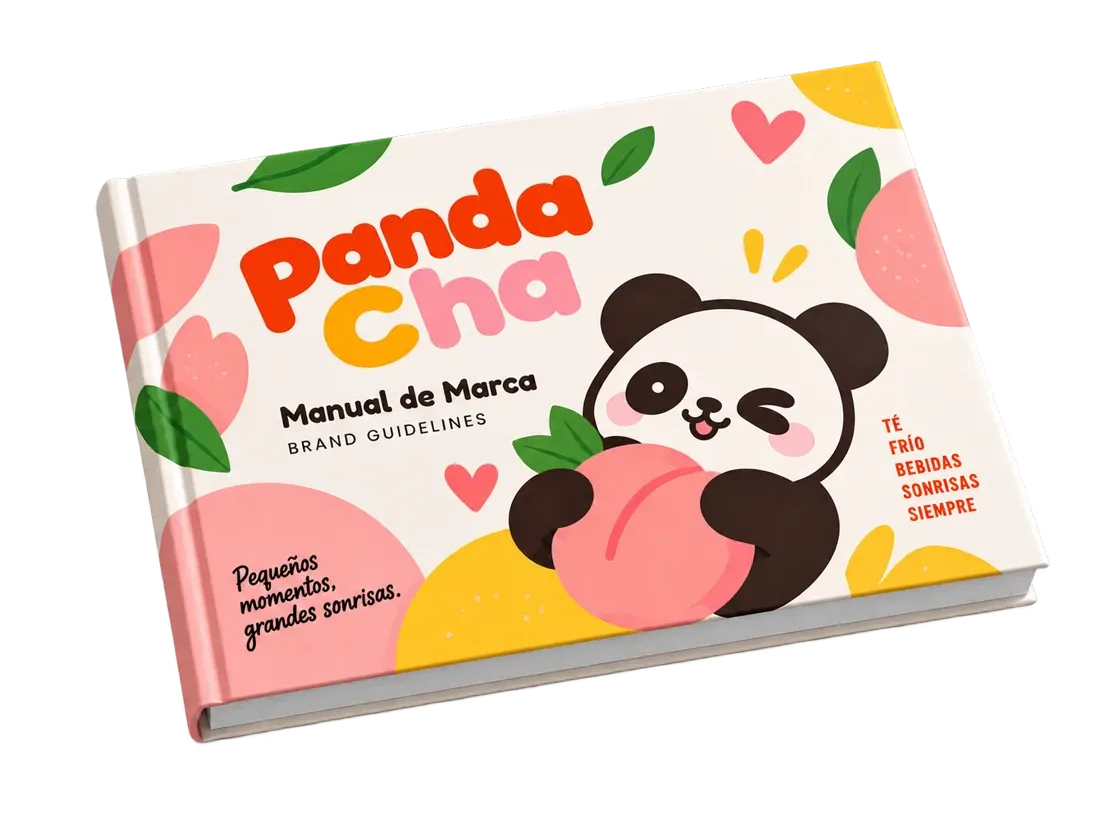 Panda
Cha
Manual de Marca
BRAND GUIDELINES
Pequeños
momentos,
grandes sonrisas.
TÉ
FRÍO
BEBIDAS
SONRISAS
SIEMPRE